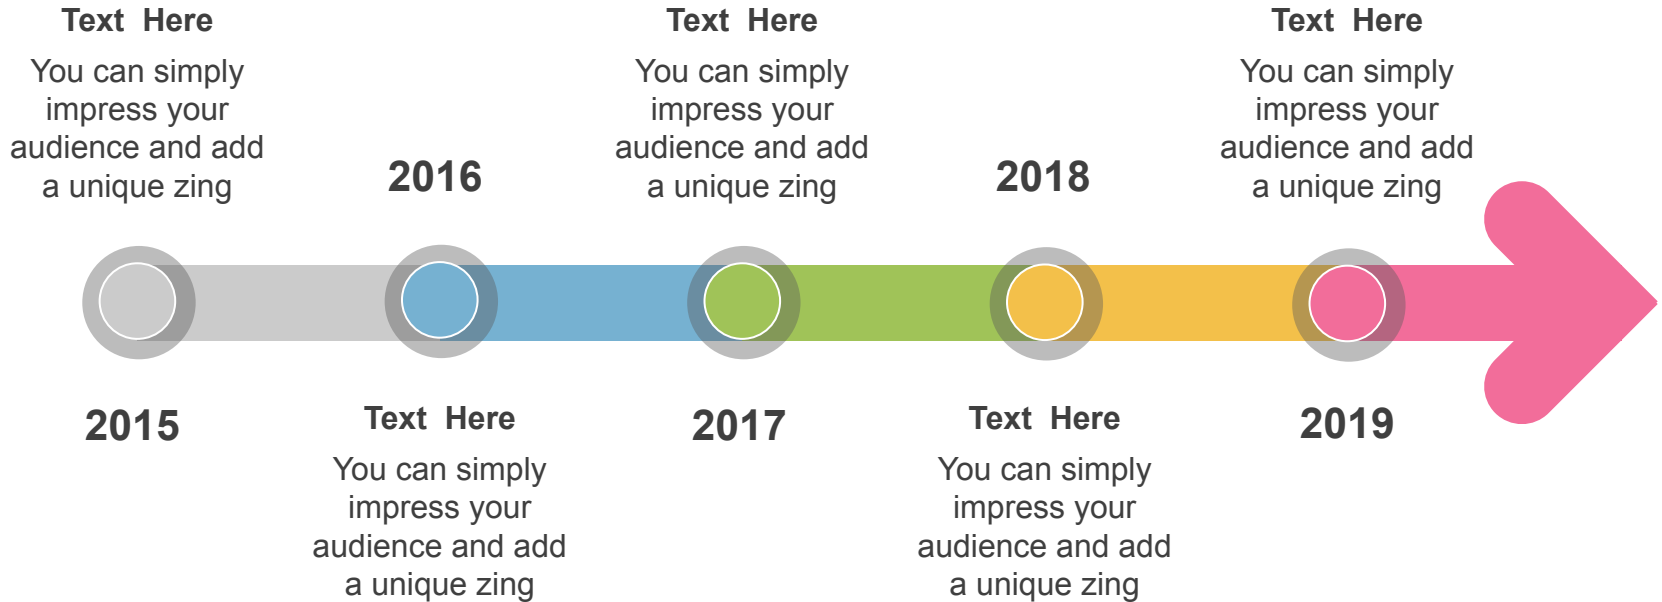 Text Here
You can simply
impress your
audience and add
a unique zing
2015
2016
Text Here
You can simply
impress your
audience and add
a unique zing
Text Here
You can simply
impress your
audience and add
a unique zing
2017
2018
Text Here
You can simply
impress your
audience and add
a unique zing
Text Here
You can simply
impress your
audience and add
a unique zing
2019